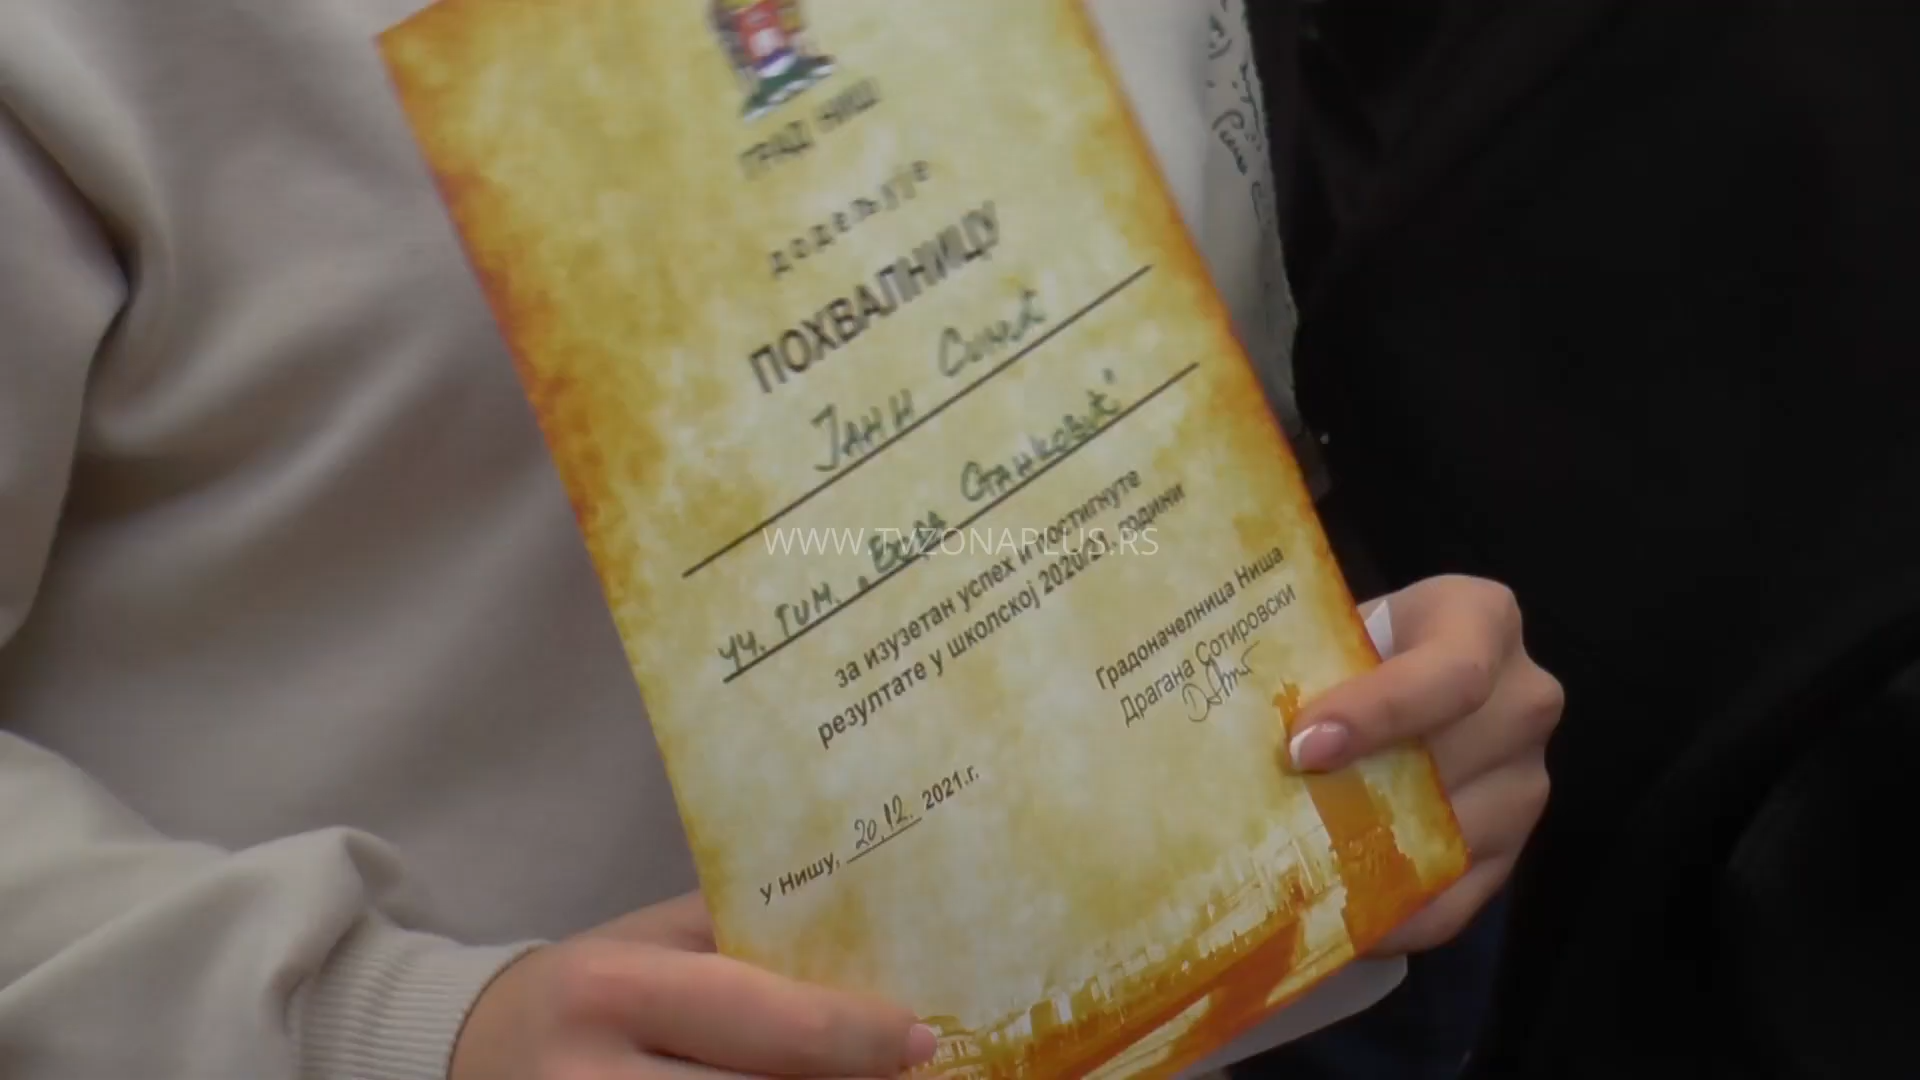 ГРАД НИШ
додељује
ПОХВАЛНИЦУ
ЈАНИ
уч. гим. „ Бора Станковић"
за изузетан успех и постигнуте
резултате у школској 2020/21. години
Градоначелница Ниша
Драгана Сотировски
У Нишу, 20.12. 2021.г.
WWW.TVZONAPLUS.RS